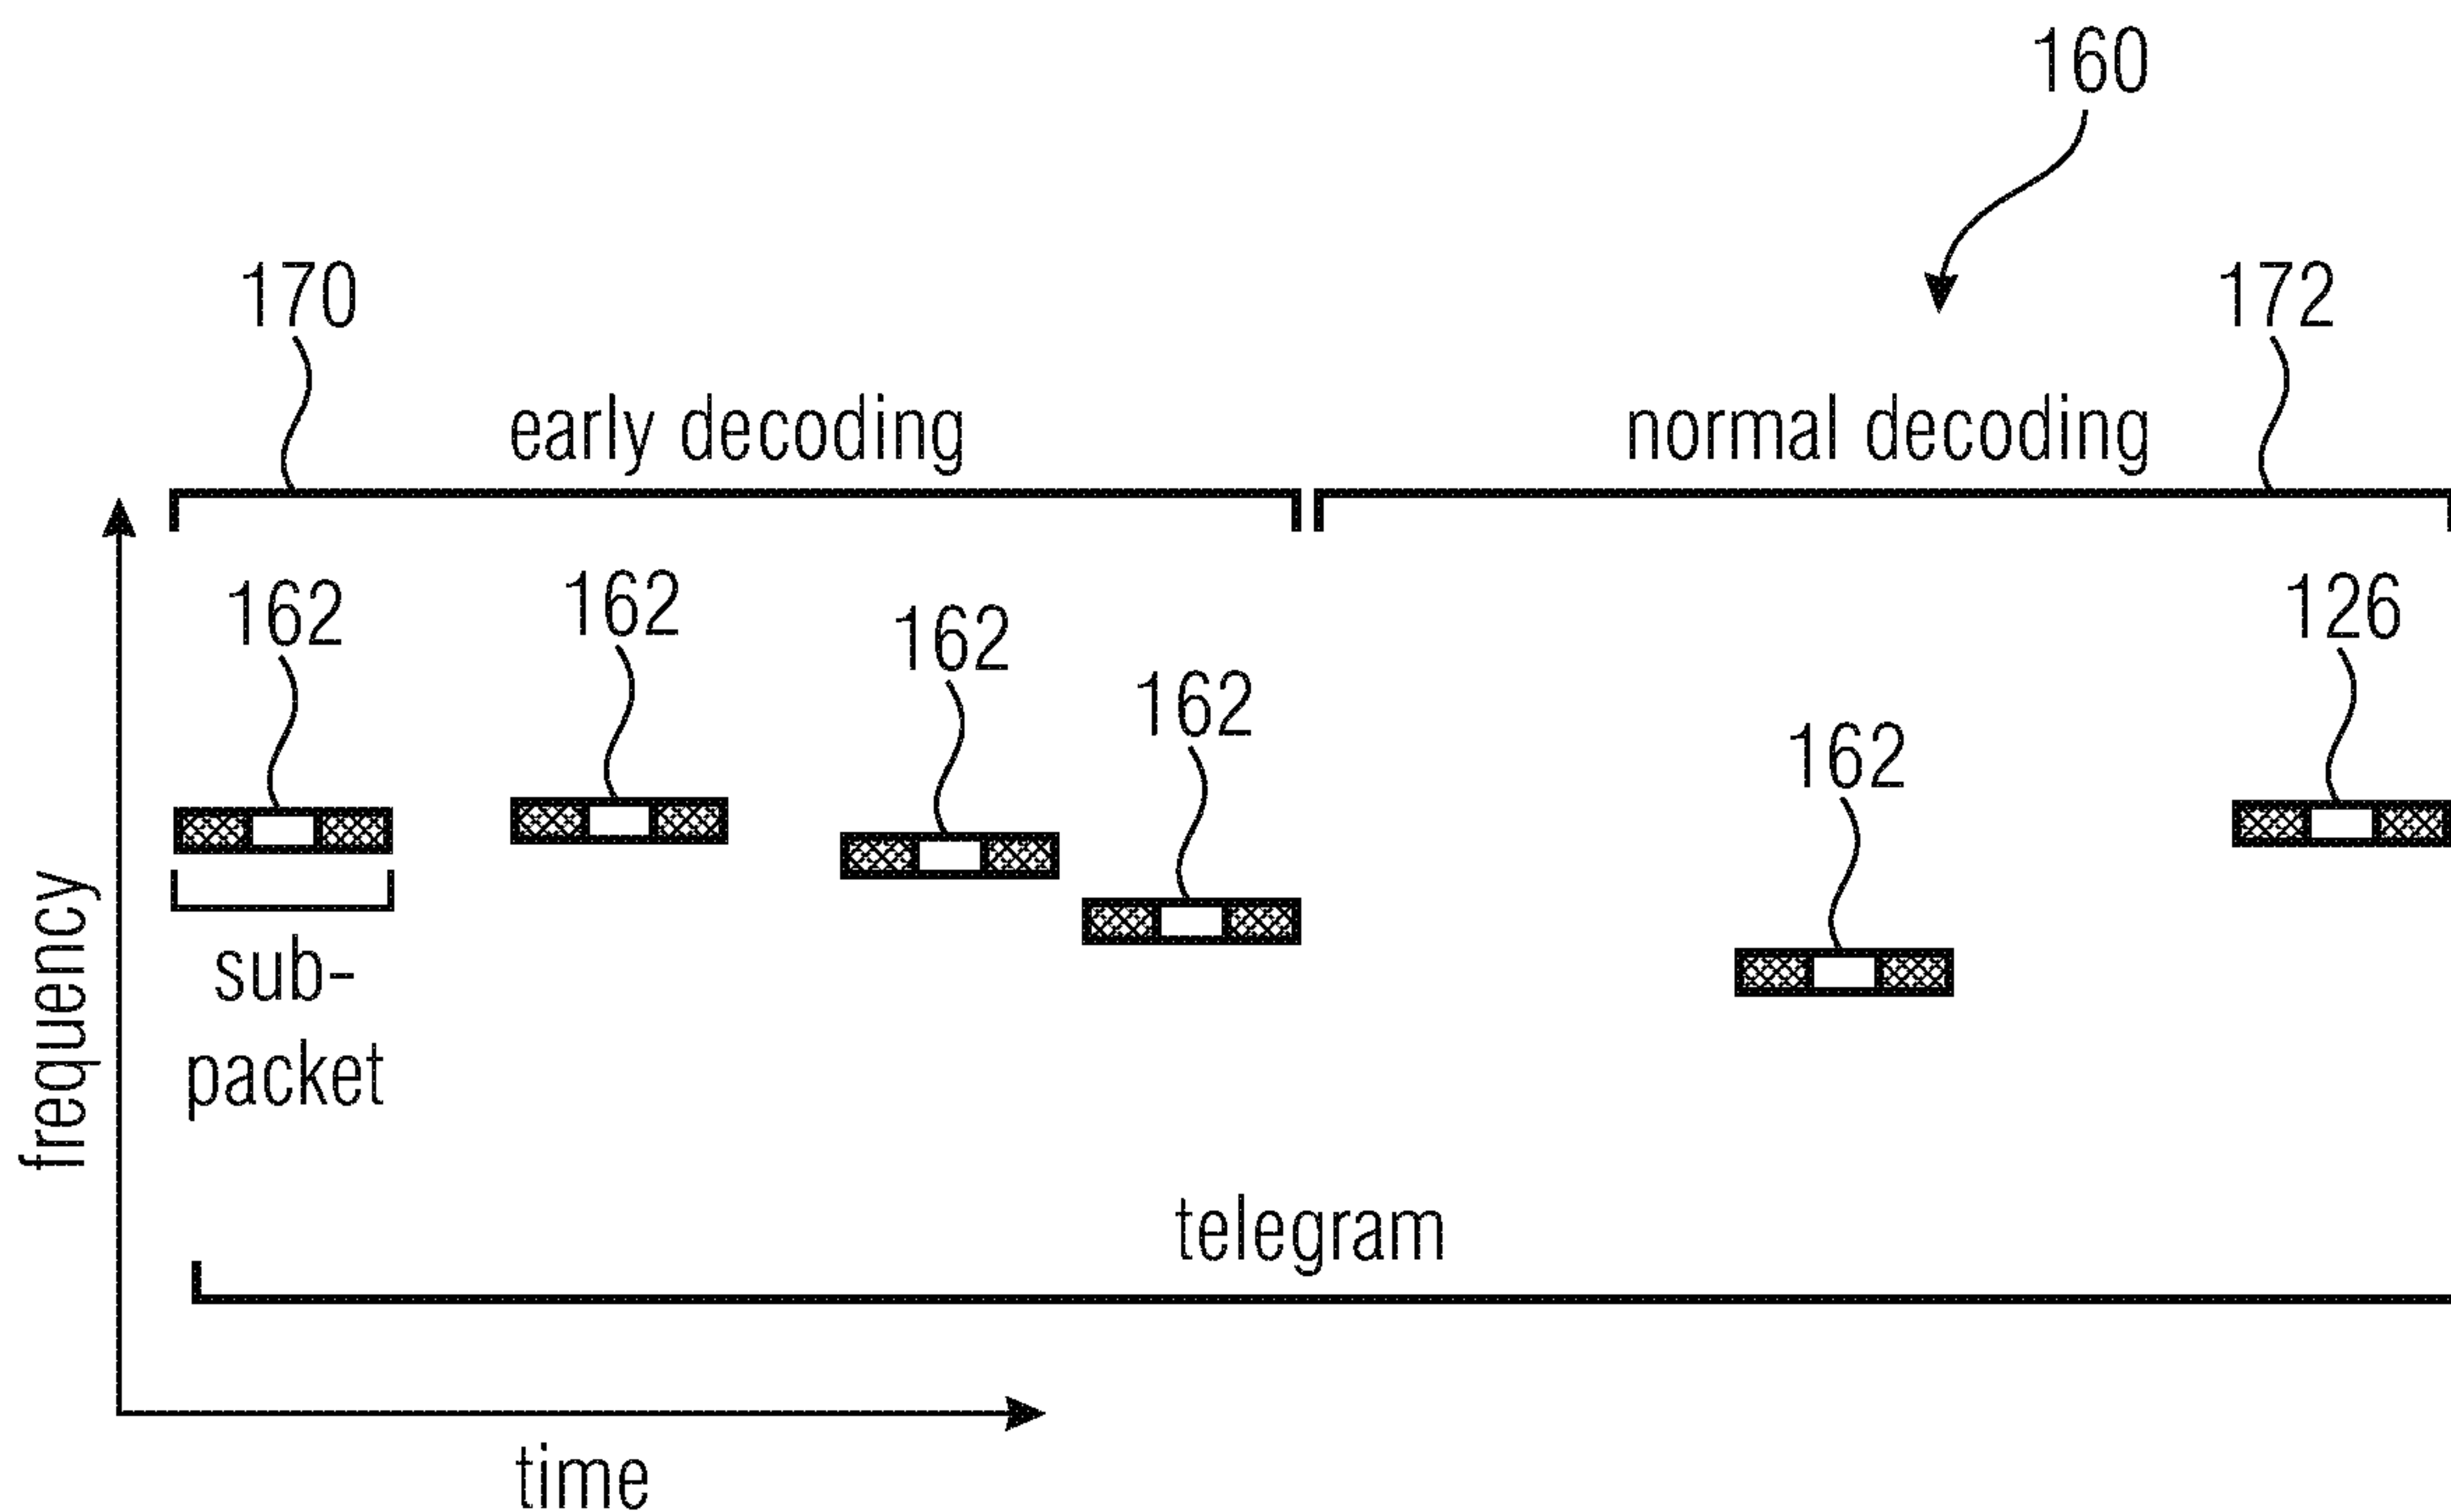 160
170
172
early decoding
normal decoding
162
162
162
162
162
126
sub-
packet
frequency
telegram
time